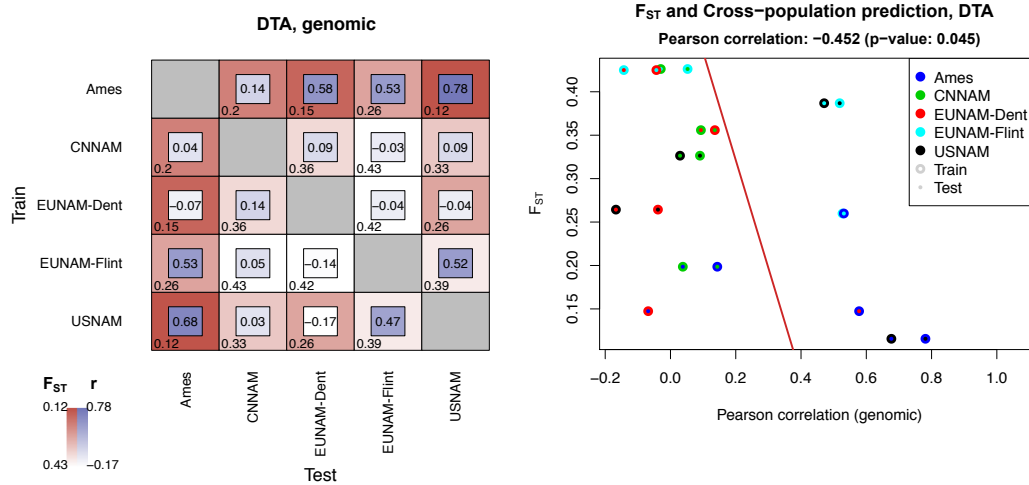 DTA, genomic
Train
Ames
0.14
0.58
0.53
0.78
0.2
0.15
0.26
0.12
CNNAM
0.04
0.09
−0.03
0.09
0.2
0.36
0.43
0.33
EUNAM-Dent
−0.07
0.14
−0.04
−0.04
0.15
0.36
0.42
0.26
EUNAM-Flint
0.53
0.05
−0.14
0.52
0.26
0.43
0.42
0.39
USNAM
0.68
0.03
−0.17
0.47
0.12
0.33
0.26
0.39
Ames
CNNAM
EUNAM-Dent
EUNAM-Flint
USNAM
Test
FST r
0.12 0.78
0.43 −0.17
FST and Cross−population prediction, DTA
Pearson correlation: −0.452 (p−value: 0.045)
FST
0.40
0.35
0.30
0.25
0.20
0.15
Ames
CNNAM
EUNAM-Dent
EUNAM-Flint
USNAM
Train
Test
−0.2 0.0 0.2 0.4 0.6 0.8 1.0
Pearson correlation (genomic)